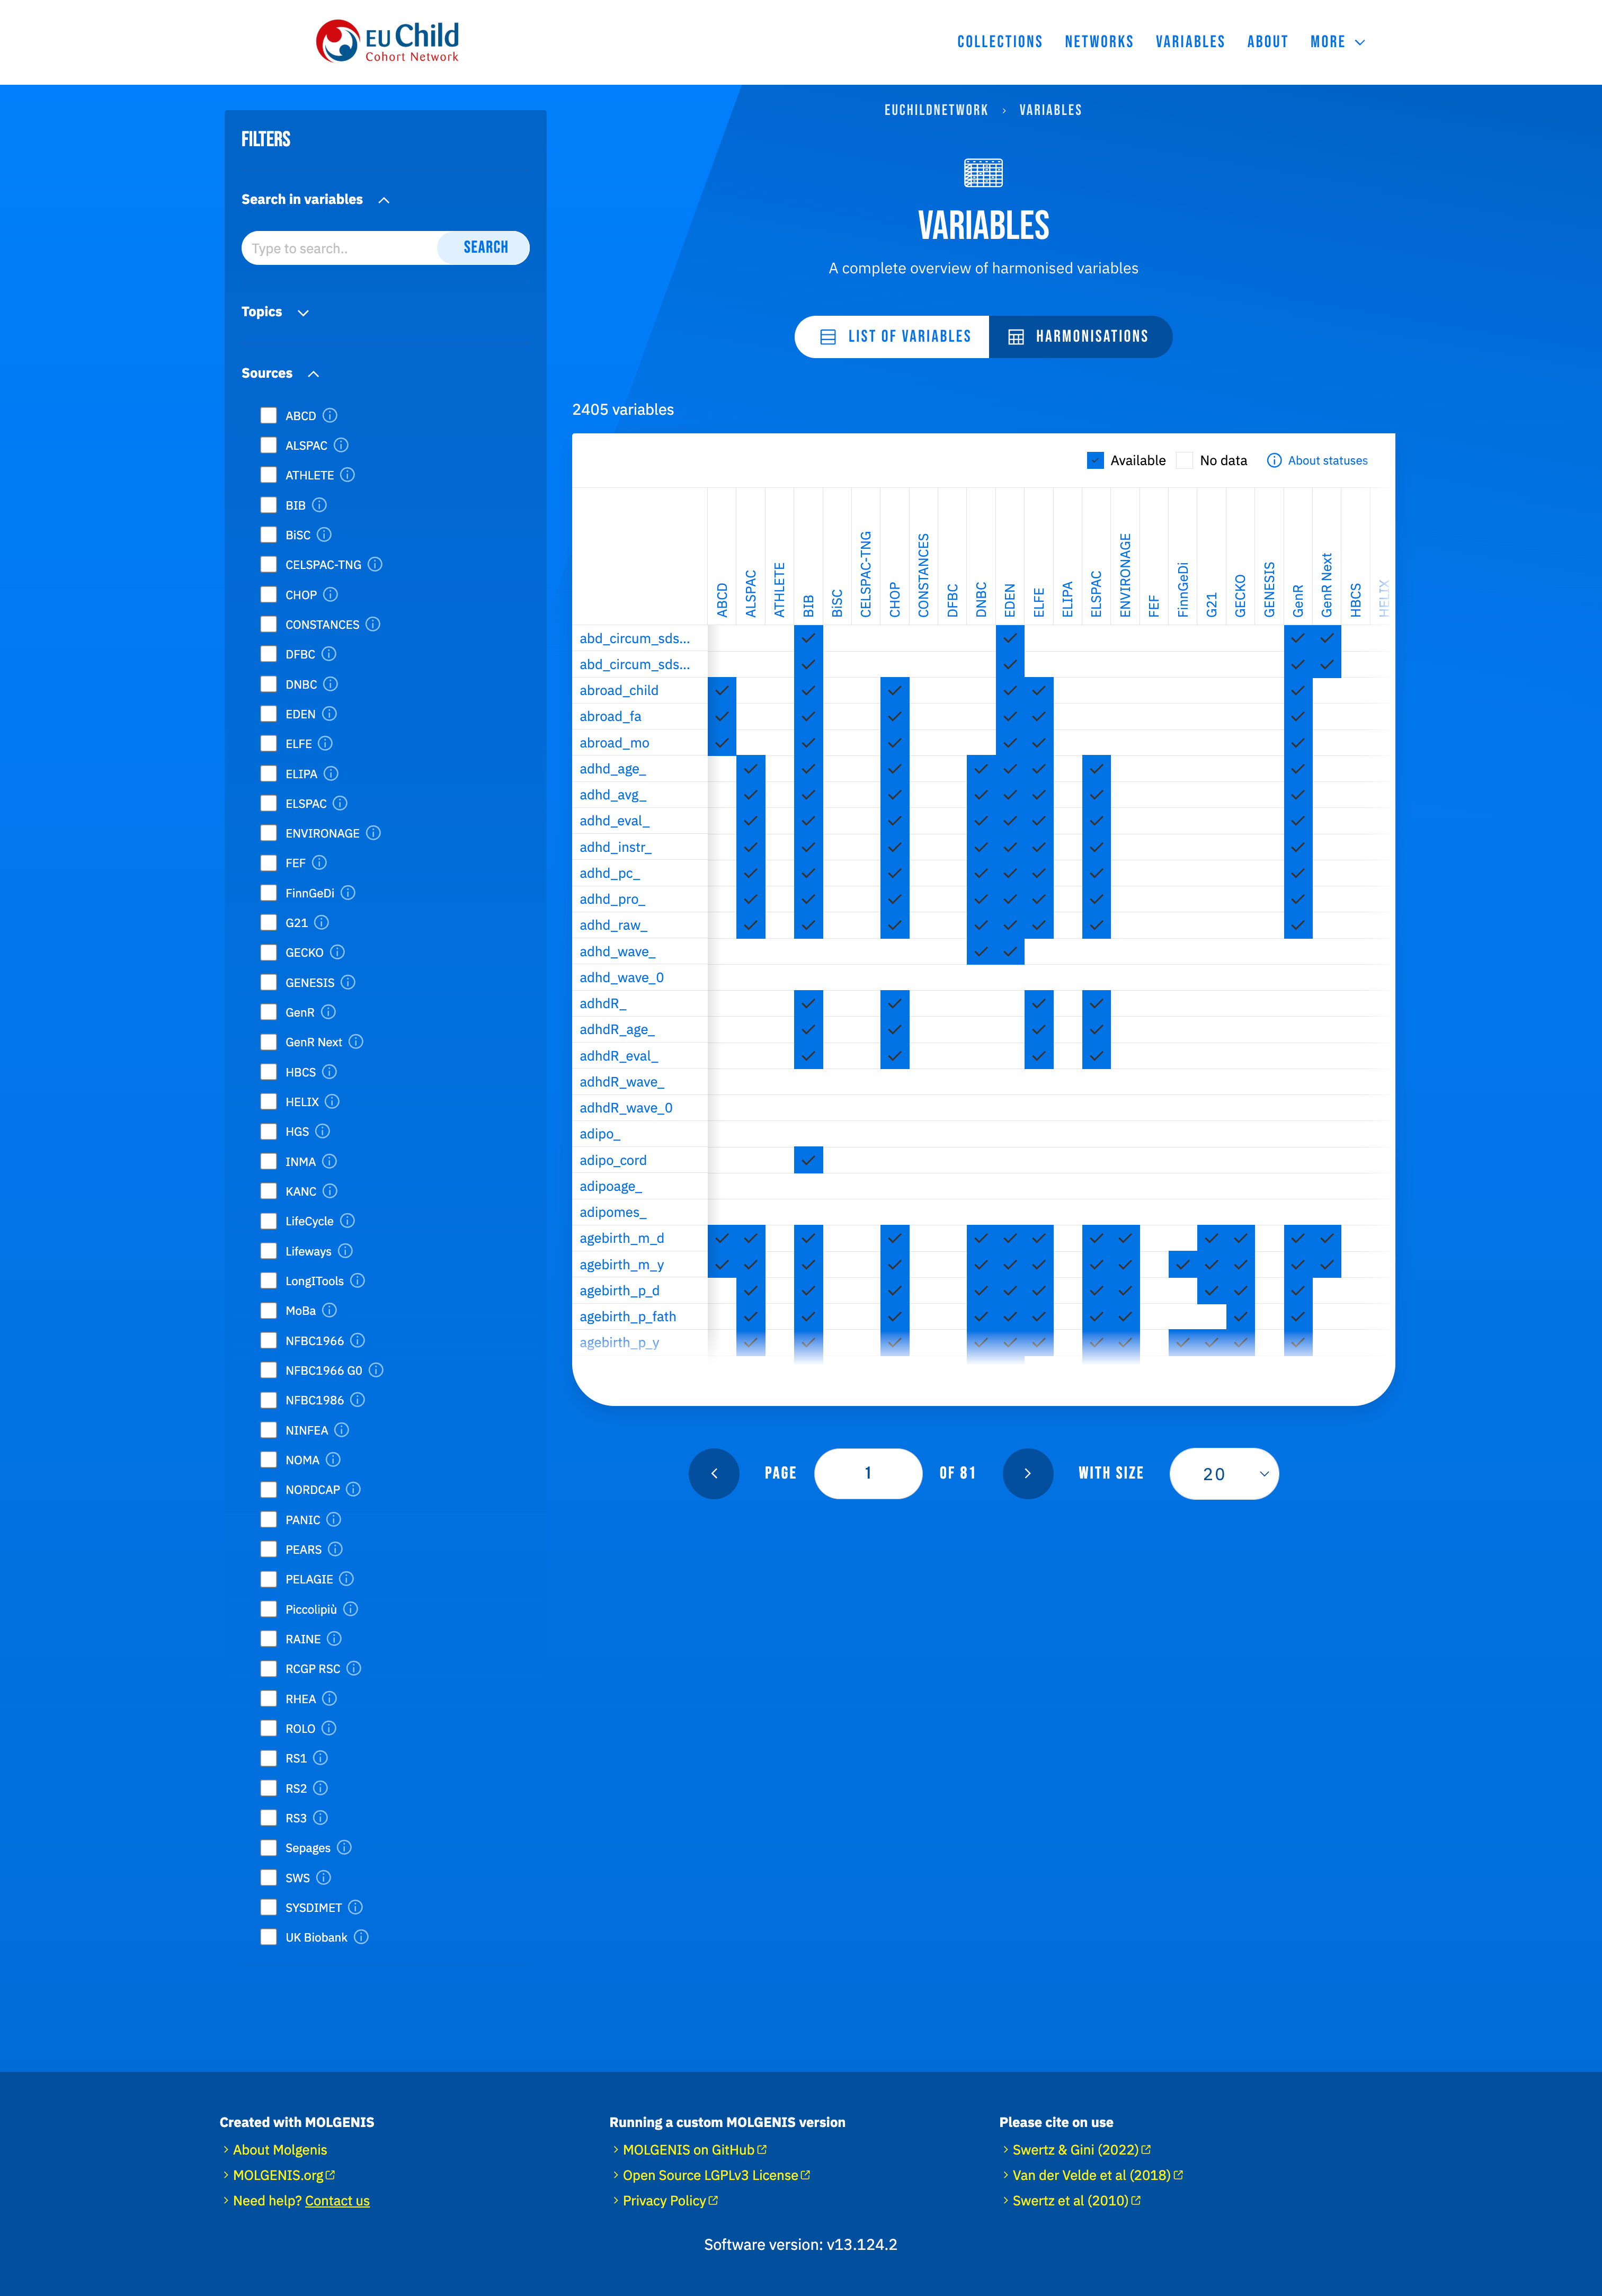 EU Child
Cohort Network
COLLECTIONS NETWORKS VARIABLES ABOUT MORE
FILTERS
Search in variables
Type to search..
SEARCH
Topics
Sources
ABCD
ALSPAC
ATHLETE
BIB
BiSC
CELSPAC-TNG
CHOP
CONSTANCES
DFBC
DNBC
EDEN
ELFE
ELIPA
ELSPAC
ENVIRONAGE
FEF
FinnGeDi
G21
GECKO
GENESIS
GenR
GenR Next
HBCS
HELIX
HGS
INMA
KANC
LifeCycle
Lifeways
LongITools
MoBa
NFBC1966
NFBC1966 G0
NFBC1986
NINFEA
NOMA
NORDCAP
PANIC
PEARS
PELAGIE
Piccolipiù
RAINE
RCGP RSC
RHEA
ROLO
RS1
RS2
RS3
Sepages
SWS
SYSDIMET
UK Biobank
EUCHILDNETWORK > VARIABLES
VARIABLES
A complete overview of harmonised variables
LIST OF VARIABLES HARMONISATIONS
2405 variables
Available No data About statuses
ABCD
ALSPAC
ATHLETE
BIB
BiSC
CELSPAC-TNG
CHOP
CONSTANCES
DFBC
DNBC
EDEN
ELFE
ELIPA
ELSPAC
ENVIRONAGE
FEF
FinnGeDi
G21
GECKO
GENESIS
GenR
GenR Next
HBCS
HELIX
abd_circum_sds...
abd_circum_sds...
abroad_child
abroad_fa
abroad_mo
adhd_age_
adhd_avg_
adhd_eval_
adhd_instr_
adhd_pc_
adhd_pro_
adhd_raw_
adhd_wave_
adhd_wave_0
adhdR_
adhdR_age_
adhdR_eval_
adhdR_wave_
adhdR_wave_0
adipo_
adipo_cord
adipoage_
adipomes_
agebirth_m_d
agebirth_m_y
agebirth_p_d
agebirth_p_fath
agebirth_p_y
PAGE 1 OF 81 WITH SIZE 20
Created with MOLGENIS
About Molgenis
MOLGENIS.org
Need help? Contact us
Running a custom MOLGENIS version
MOLGENIS on GitHub
Open Source LGPLv3 License
Privacy Policy
Please cite on use
Swertz & Gini (2022)
Van der Velde et al (2018)
Swertz et al (2010)
Software version: v13.124.2